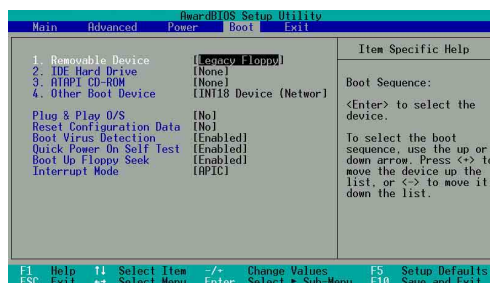 AwardBIOS Setup Utility
Main Advanced Power Boot Exit
Item Specific Help
1. Removable Device [Legacy Floppy]
2. IDE Hard Drive [None]
3. ATAPI CD-ROM [None]
4. Other Boot Device [INT18 Device (Networ]
Boot Sequence:
<Enter> to select the
device.
Plug & Play O/S [No]
Reset Configuration Data [No]
Boot Virus Detection [Enabled]
Quick Power On Self Test [Enabled]
Boot Up Floppy Seek [Enabled]
Interrupt Mode [APIC]
To select the boot
sequence, use the up or
down arrow. Press <+> to
move the device up the
list, or <-> to move it
down the list.
F1 Help ↑↓ Select Item -/+ Change Values F5 Setup Defaults
ESC Exit ←→ Select Menu Enter Select ▶ Sub-Menu F10 Save and Exit